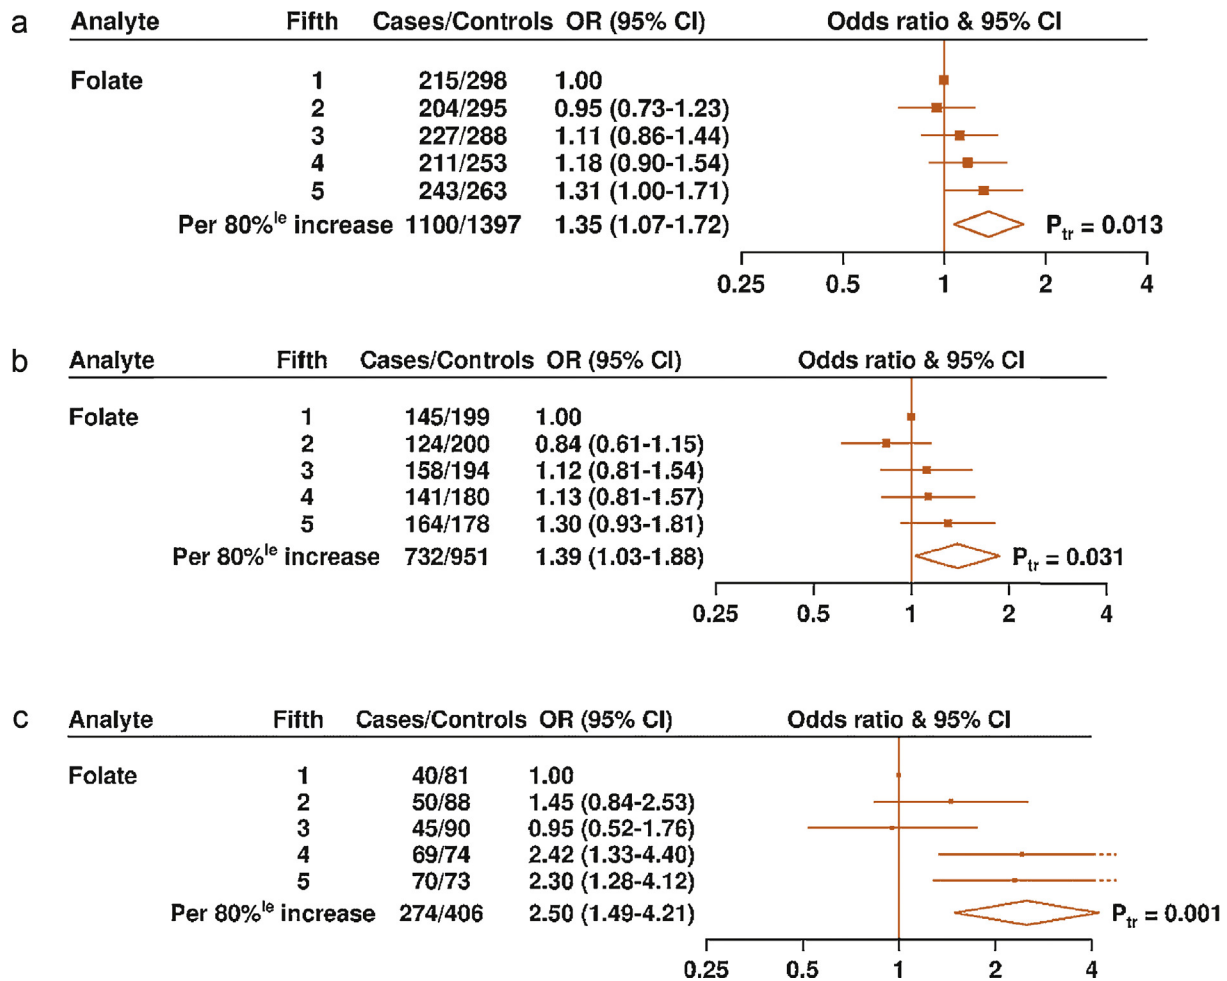 a
Analyte Fifth Cases/Controls OR (95% CI) Odds ratio & 95% CI
Folate 1 215/298 1.00
2 204/295 0.95 (0.73-1.23)
3 227/288 1.11 (0.86-1.44)
4 211/253 1.18 (0.90-1.54)
5 243/263 1.31 (1.00-1.71)
Per 80%le increase 1100/1397 1.35 (1.07-1.72) Ptr = 0.013
0.25 0.5 1 2 4
b
Analyte Fifth Cases/Controls OR (95% CI) Odds ratio & 95% CI
Folate 1 145/199 1.00
2 124/200 0.84 (0.61-1.15)
3 158/194 1.12 (0.81-1.54)
4 141/180 1.13 (0.81-1.57)
5 164/178 1.30 (0.93-1.81)
Per 80%le increase 732/951 1.39 (1.03-1.88) Ptr = 0.031
0.25 0.5 1 2 4
c
Analyte Fifth Cases/Controls OR (95% CI) Odds ratio & 95% CI
Folate 1 40/81 1.00
2 50/88 1.45 (0.84-2.53)
3 45/90 0.95 (0.52-1.76)
4 69/74 2.42 (1.33-4.40)
5 70/73 2.30 (1.28-4.12)
Per 80%le increase 274/406 2.50 (1.49-4.21) Ptr = 0.001
0.25 0.5 1 2 4